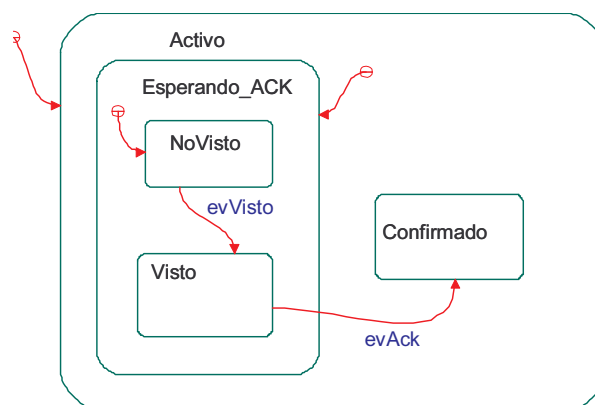 Activo
Esperando_ACK
NoVisto
evVisto
Confirmado
Visto
evAck